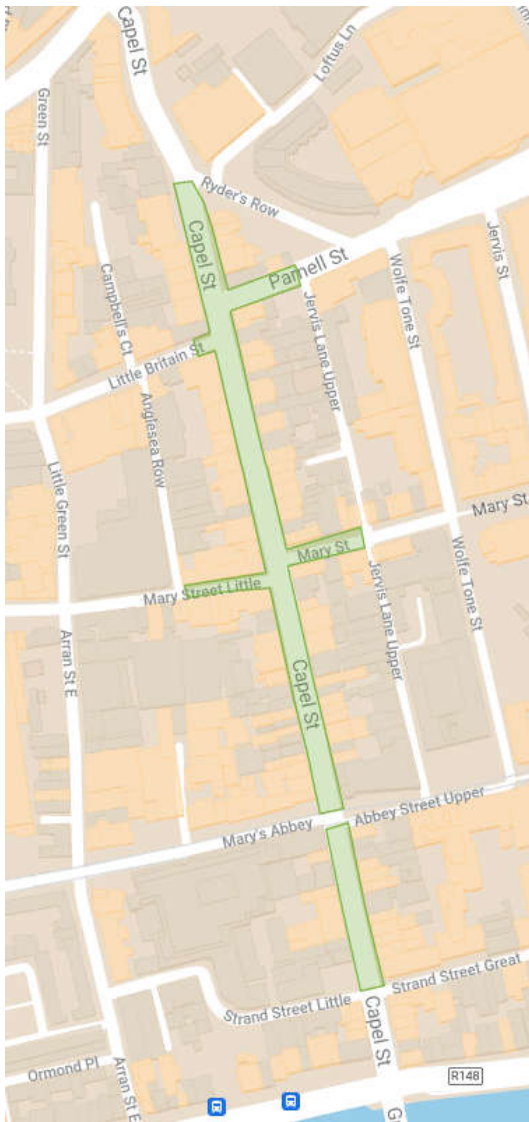 Capel St
Loftus Ln
Green St
Ryder's Row
Capel St
Parnell St
Jervis St
Wolfe Tone St
Campbell's Ct
Jervis Lane Upper
Little Britain St
Anglesea Row
Little Green St
Mary St
Mary St
Mary Street Little
Wolfe Tone St
Jervis Lane Upper
Arran St E
Capel St
Abbey Street Upper
Mary's Abbey
Strand Street Great
Strand Street Little
Capel St
Ormond Pl
Arran St E
R148